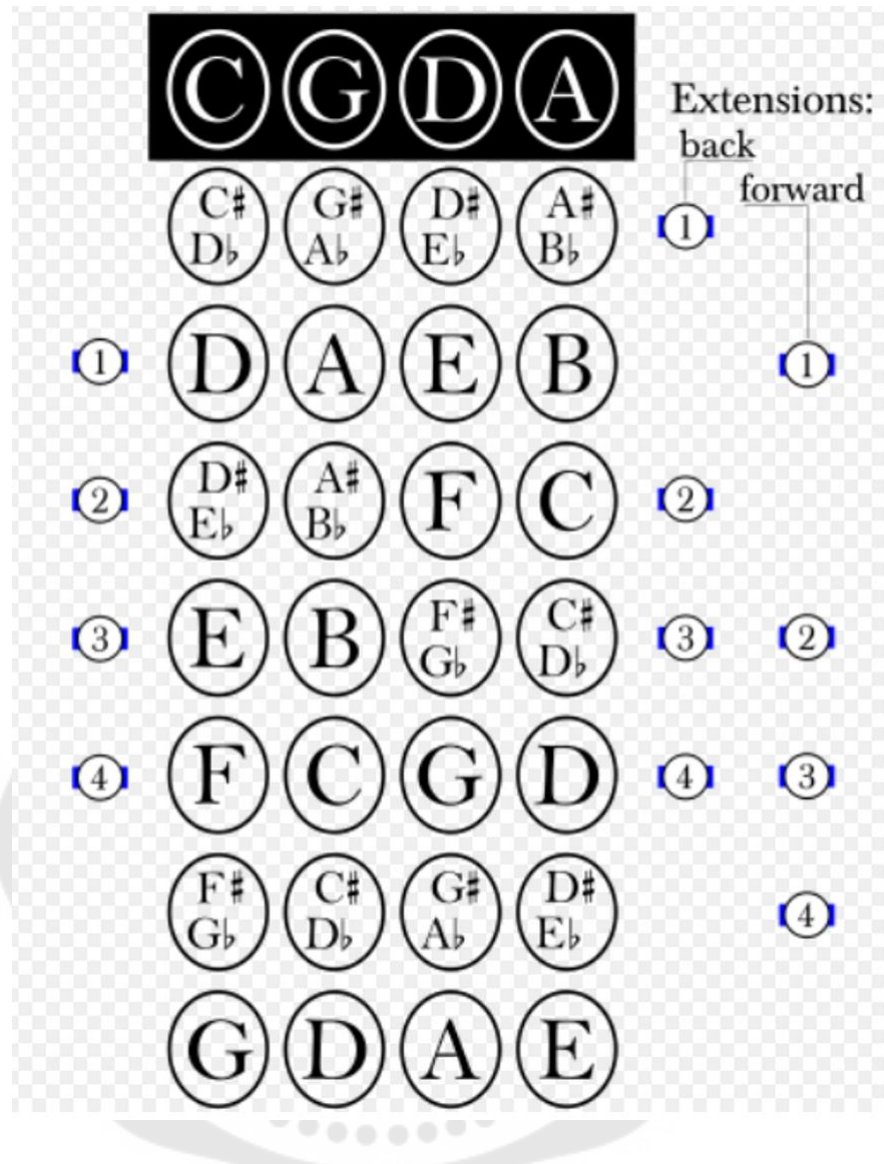 C G D A
Extensions:
back
forward
C♯ G♯ D♯ A♯
D♭ A♭ E♭ B♭
1
1 D A E B 1
D♯ A♯
E♭ B♭
2 F C 2
3 E B 3 2
F♯ C♯
G♭ D♭
4 F C G D 4 3
F♯ C♯ G♯ D♯
G♭ D♭ A♭ E♭
4
G D A E